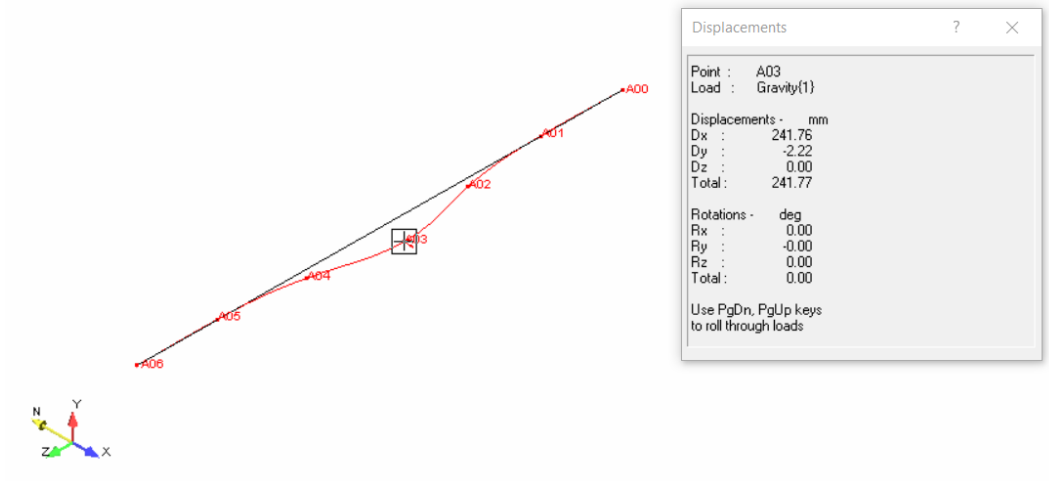 Displacements ?
Point : A03
Load : Gravity{1}
Displacements - mm
Dx : 241.76
Dy : -2.22
Dz : 0.00
Total : 241.77
Rotations - deg
Rx : 0.00
Ry : -0.00
Rz : 0.00
Total : 0.00
Use PgDn, PgUp keys
to roll through loads
A00
A01
A02
A03
A04
A05
A06
N
Y
Z
X